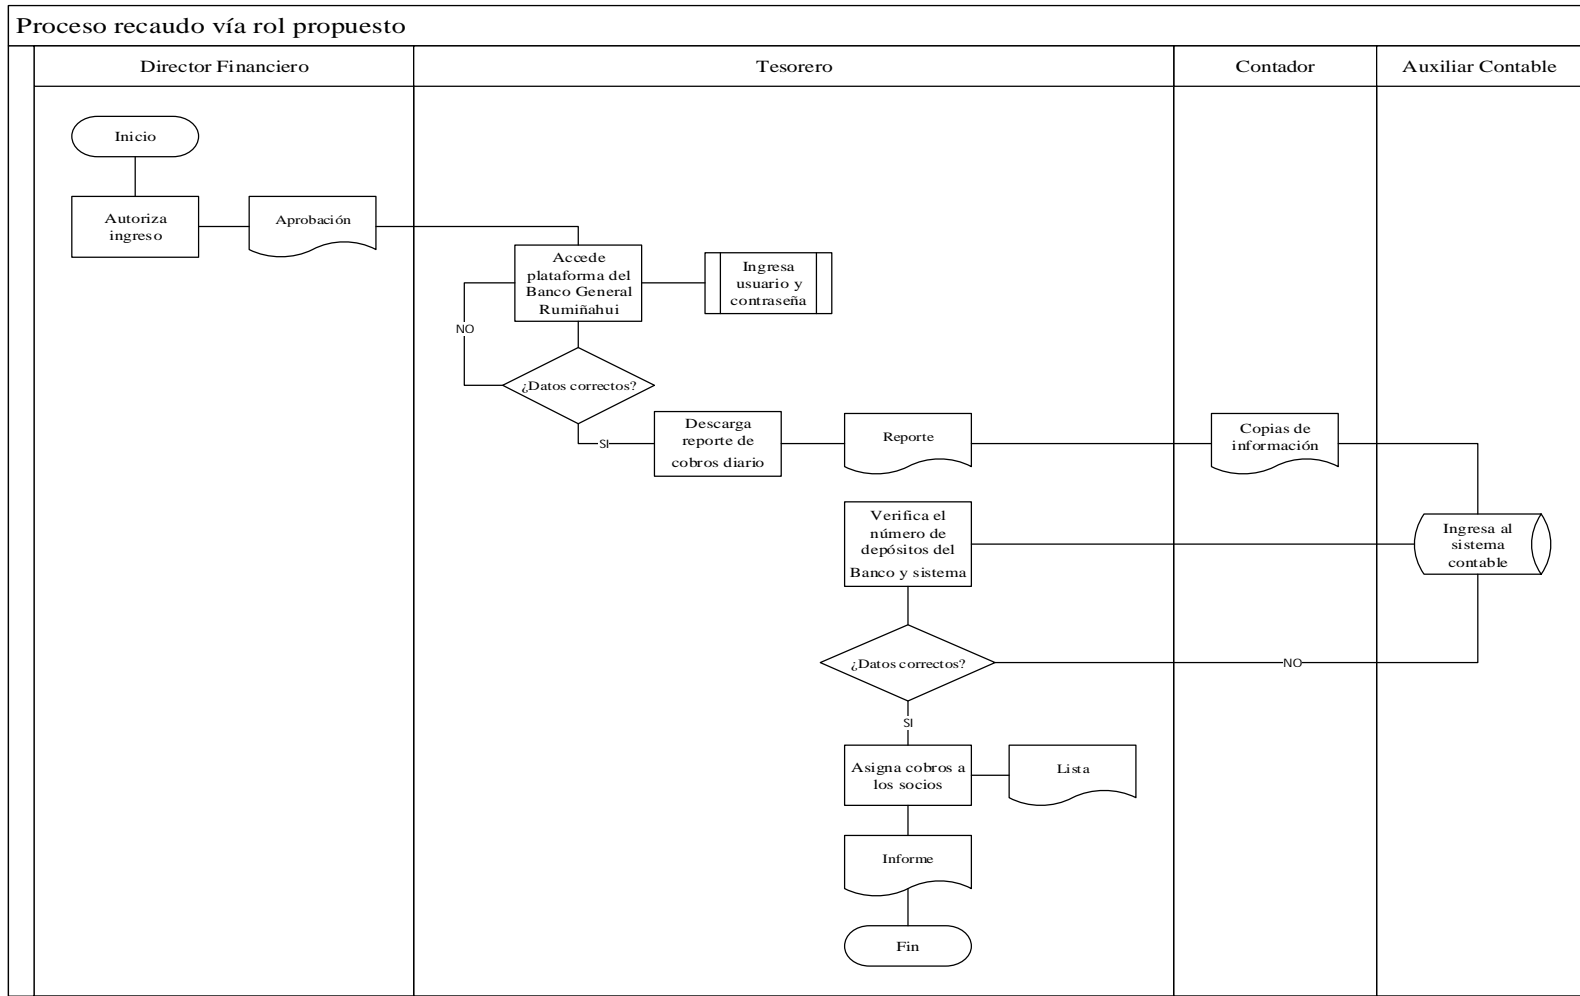 Proceso recaudo vía rol propuesto
Director Financiero
Tesorero
Contador
Auxiliar Contable
Inicio
Autoriza
ingreso
Aprobación
Accede
plataforma del
Banco General
Rumiñahui
Ingresa
usuario y
contraseña
NO
¿Datos correctos?
SI
Descarga
reporte de
cobros diario
Reporte
Copias de
información
Verifica el
número de
depósitos del
Banco y sistema
Ingresa al
sistema
contable
¿Datos correctos?
NO
SI
Asigna cobros a
los socios
Lista
Informe
Fin